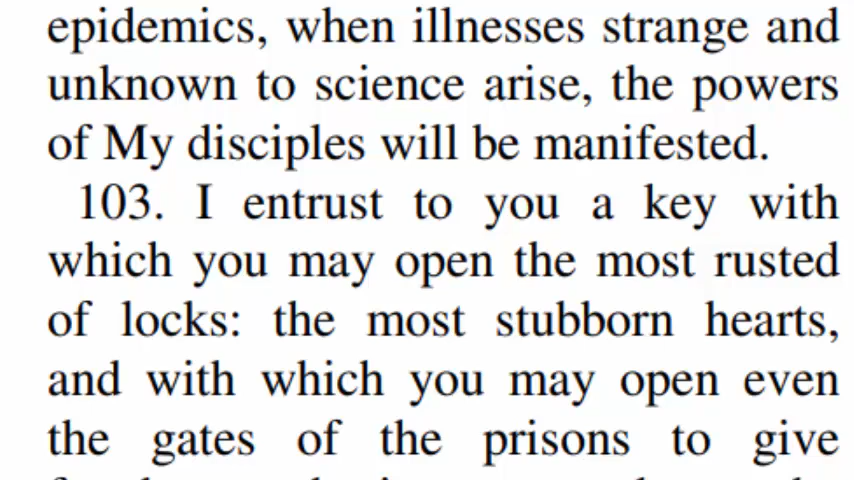 epidemics, when illnesses strange and
unknown to science arise, the powers
of My disciples will be manifested.
103. I entrust to you a key with
which you may open the most rusted
of locks: the most stubborn hearts,
and with which you may open even
the gates of the prisons to give